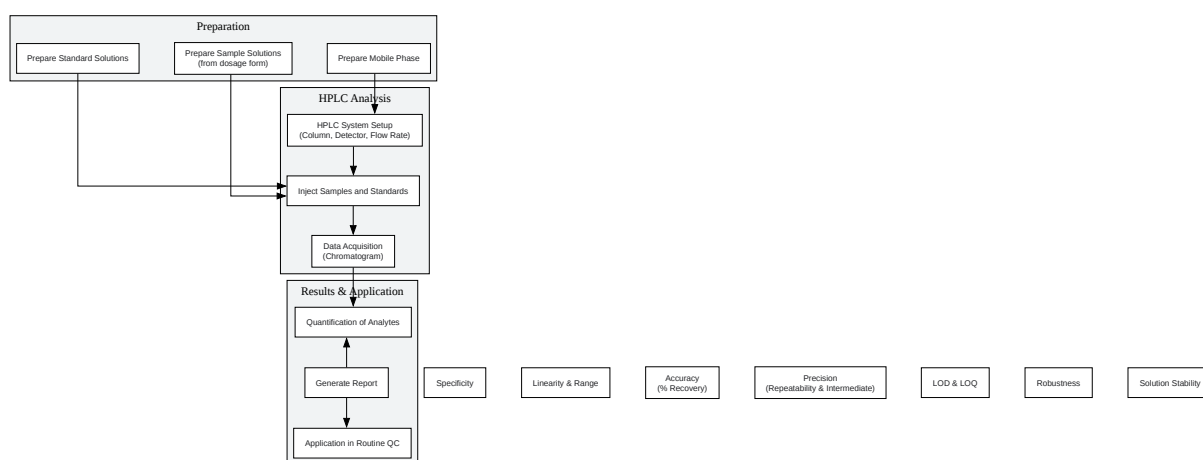 Preparation
Prepare Standard Solutions
Prepare Sample Solutions
(from dosage form)
Prepare Mobile Phase
HPLC Analysis
HPLC System Setup
(Column, Detector, Flow Rate)
Inject Samples and Standards
Data Acquisition
(Chromatogram)
Results & Application
Quantification of Analytes
Generate Report
Specificity
Linearity & Range
Accuracy
(% Recovery)
Precision
(Repeatability & Intermediate)
LOD & LOQ
Robustness
Solution Stability
Application in Routine QC